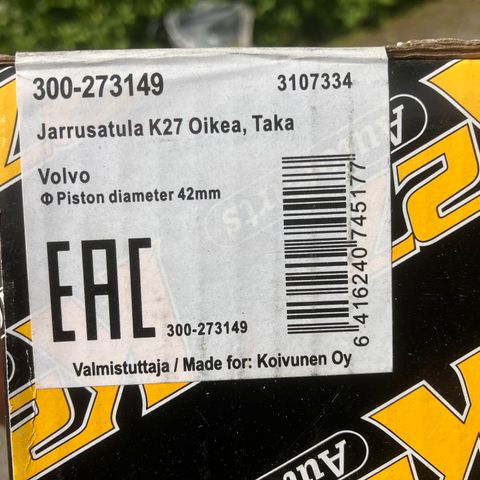 300-273149 3107334
Jarrusatula K27 Oikea, Taka
Volvo
Φ Piston diameter 42mm
EAC
300-273149
6 416240 745177
Valmistuttaja / Made for: Koivunen Oy